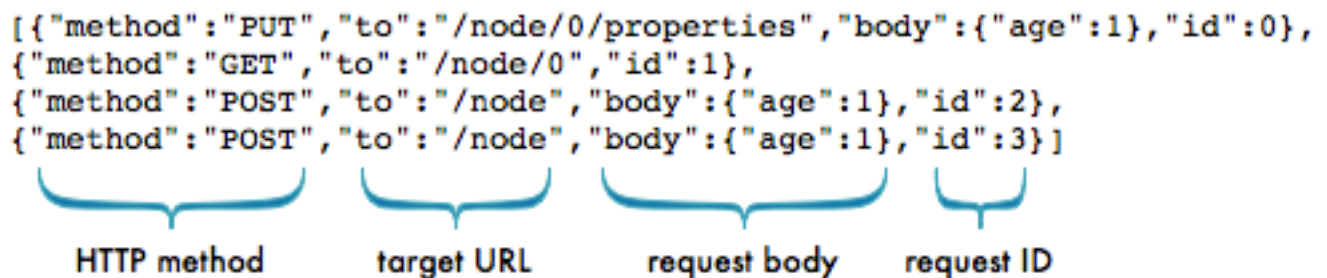 [{"method":"PUT","to":"/node/0/properties","body":{"age":1},"id":0},
{"method":"GET","to":"/node/0","id":1},
{"method":"POST","to":"/node","body":{"age":1},"id":2},
{"method":"POST","to":"/node","body":{"age":1},"id":3}]
HTTP method target URL request body request ID